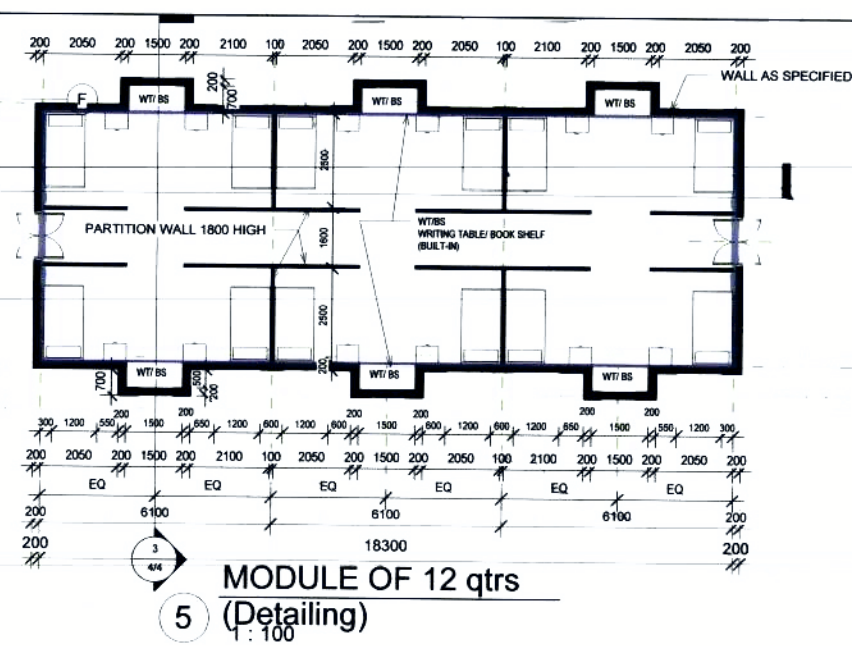 200 2050 200 1500 200 2100 100 2050 200 1500 200 2050 100 2100 200 1500 200 2050 200
200
700
WALL AS SPECIFIED
F
WT/ BS
WT/ BS
WT/ BS
2500
PARTITION WALL 1800 HIGH
1600
WT/BS
WRITING TABLE/ BOOK SHELF
(BUILT-IN)
2500
200
WT/ BS
WT/ BS
WT/ BS
700
500
200
200 200 200 200 200 200
300 1200 550 1500 650 1200 600 1200 600 1500 600 1200 600 1200 650 1500 550 1200 300
200 2050 200 1500 200 2100 100 2050 200 1500 200 2050 100 2100 200 1500 200 2050 200
EQ EQ EQ EQ EQ EQ
200 6100 6100 6100 200
200 18300 200
3
4/4
MODULE OF 12 qtrs
5
(Detailing)
1 : 100